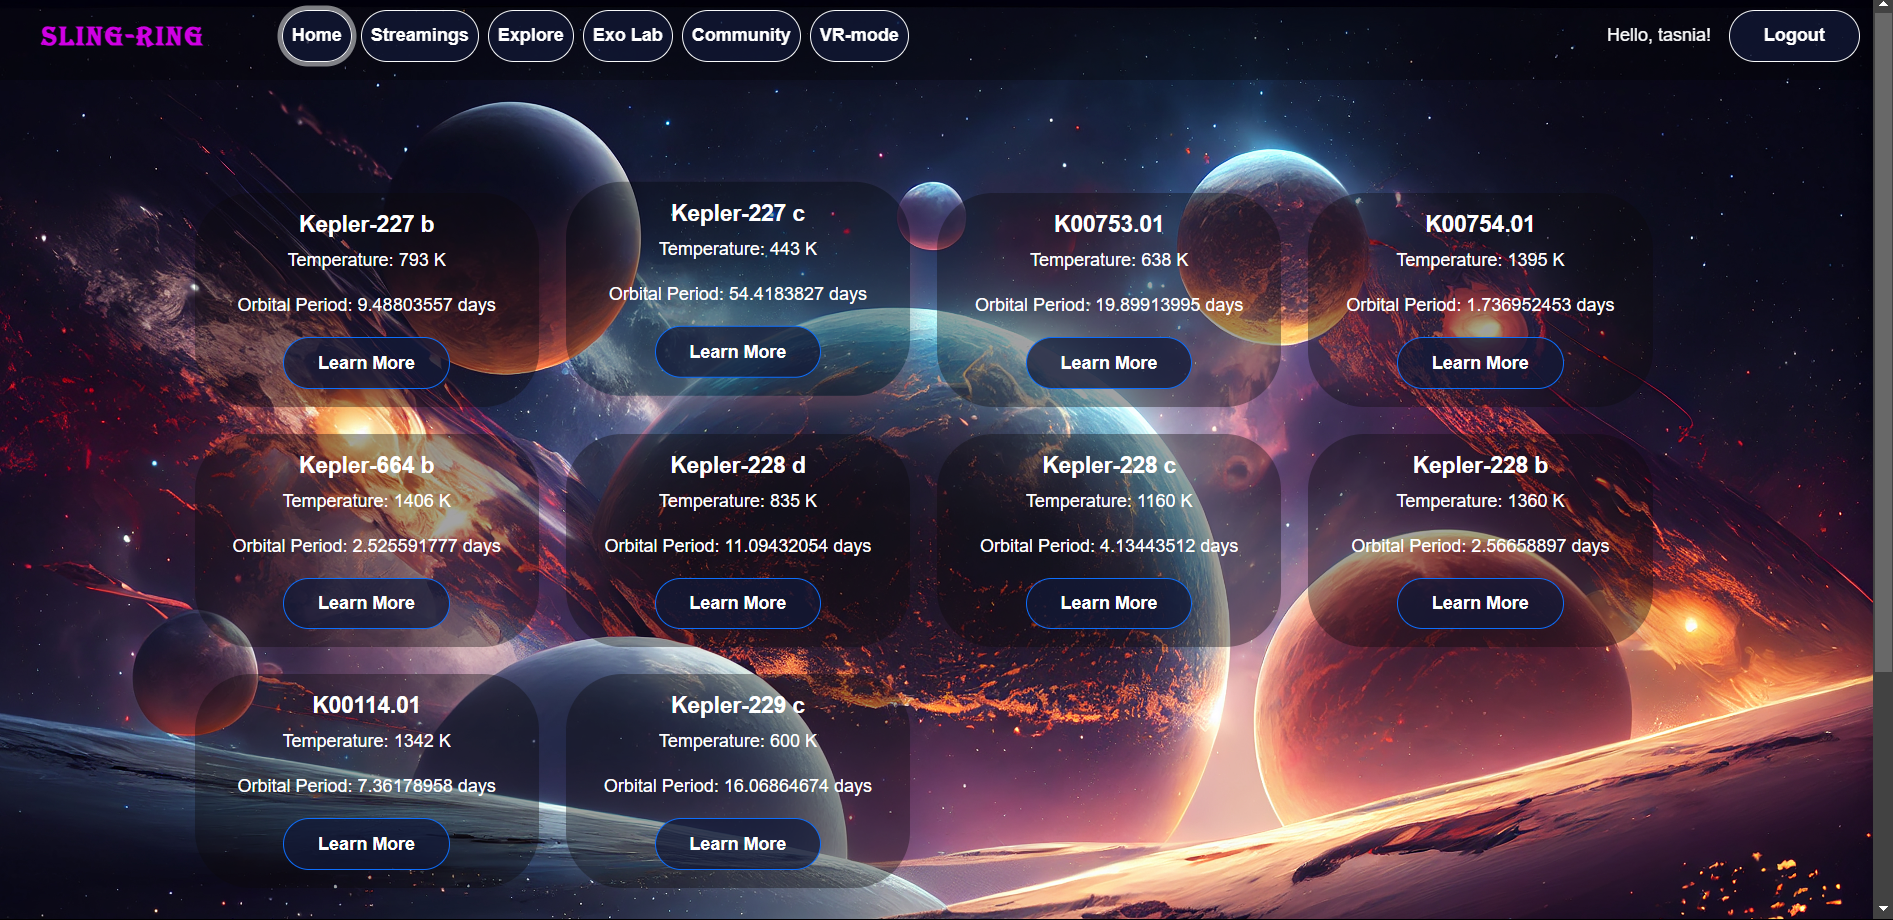 SLING-RING
Home
Streamings
Explore
Exo Lab
Community
VR-mode
Hello, tasnia!
Logout
Kepler-227 b
Temperature: 793 K
Orbital Period: 9.48803557 days
Learn More
Kepler-227 c
Temperature: 443 K
Orbital Period: 54.4183827 days
Learn More
K00753.01
Temperature: 638 K
Orbital Period: 19.89913995 days
Learn More
K00754.01
Temperature: 1395 K
Orbital Period: 1.736952453 days
Learn More
Kepler-664 b
Temperature: 1406 K
Orbital Period: 2.525591777 days
Learn More
Kepler-228 d
Temperature: 835 K
Orbital Period: 11.09432054 days
Learn More
Kepler-228 c
Temperature: 1160 K
Orbital Period: 4.13443512 days
Learn More
Kepler-228 b
Temperature: 1360 K
Orbital Period: 2.56658897 days
Learn More
K00114.01
Temperature: 1342 K
Orbital Period: 7.36178958 days
Learn More
Kepler-229 c
Temperature: 600 K
Orbital Period: 16.06864674 days
Learn More